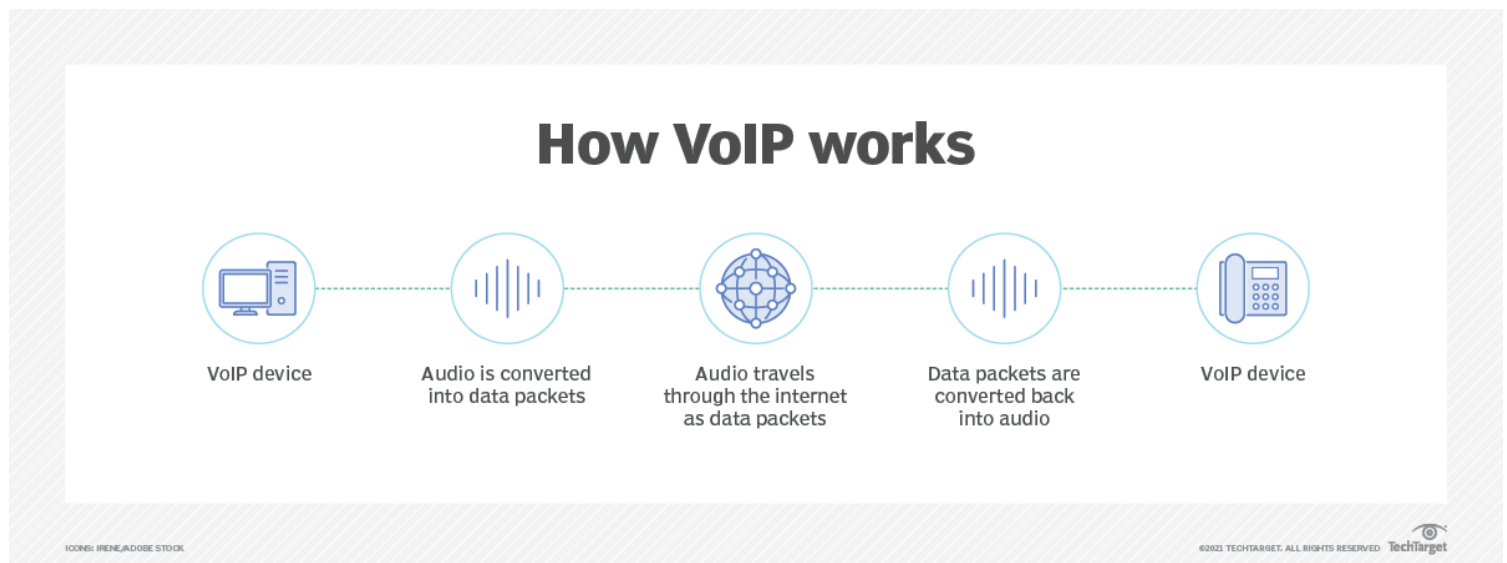 How VoIP works
VoIP device
Audio is converted
into data packets
Audio travels
through the internet
as data packets
Data packets are
converted back
into audio
VoIP device
ICONS: IRENE/ADOBE STOCK
©2021 TECHTARGET. ALL RIGHTS RESERVED TechTarget